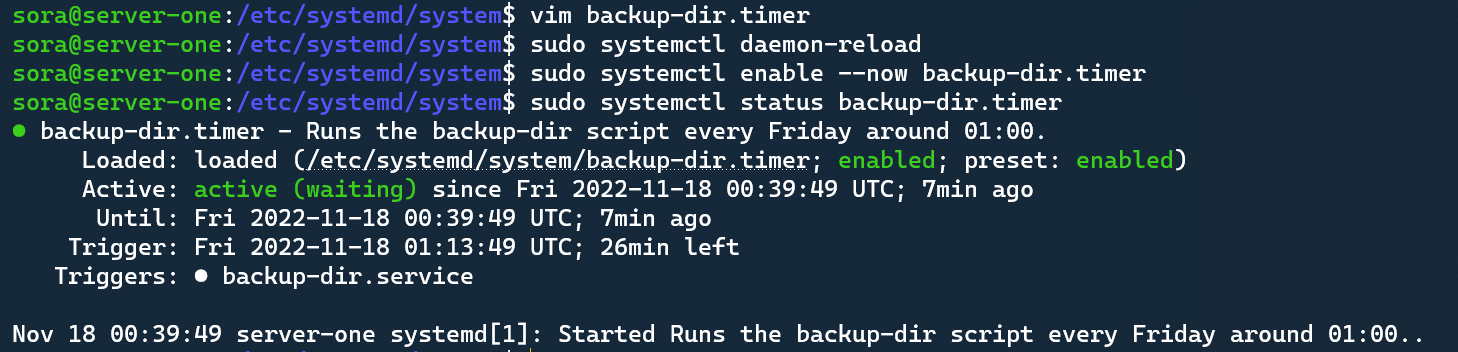 sora@server-one:/etc/systemd/system$ vim backup-dir.timer
sora@server-one:/etc/systemd/system$ sudo systemctl daemon-reload
sora@server-one:/etc/systemd/system$ sudo systemctl enable --now backup-dir.timer
sora@server-one:/etc/systemd/system$ sudo systemctl status backup-dir.timer
● backup-dir.timer - Runs the backup-dir script every Friday around 01:00.
Loaded: loaded (/etc/systemd/system/backup-dir.timer; enabled; preset: enabled)
Active: active (waiting) since Fri 2022-11-18 00:39:49 UTC; 7min ago
Until: Fri 2022-11-18 00:39:49 UTC; 7min ago
Trigger: Fri 2022-11-18 01:13:49 UTC; 26min left
Triggers: ● backup-dir.service
Nov 18 00:39:49 server-one systemd[1]: Started Runs the backup-dir script every Friday around 01:00..